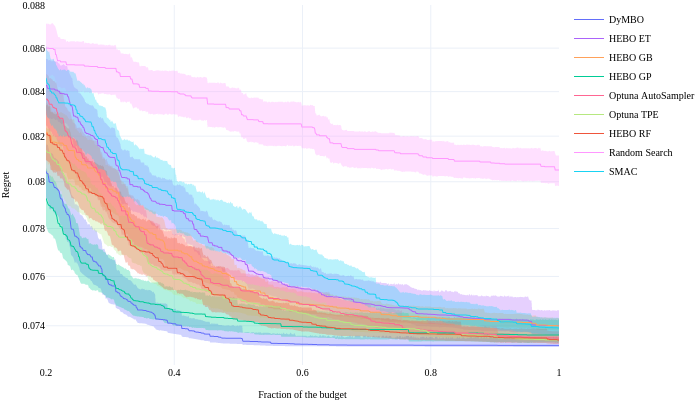 0.088
0.086
0.084
0.082
0.08
0.078
0.076
0.074
Regret
0.2
0.4
0.6
0.8
1
Fraction of the budget
DyMBO
HEBO ET
HEBO GB
HEBO GP
Optuna AutoSampler
Optuna TPE
HEBO RF
Random Search
SMAC